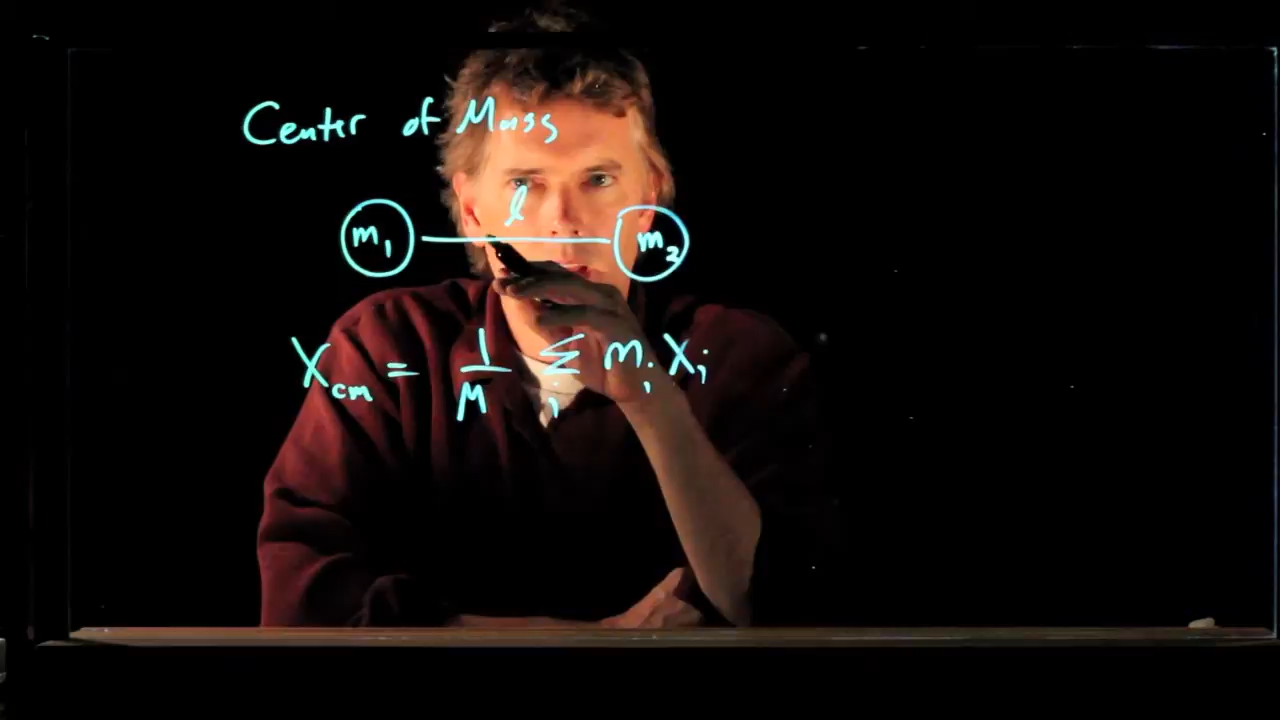 Center of Mass
m₁ l m₂
X_cm = 1/M Σ_i m_i X_i